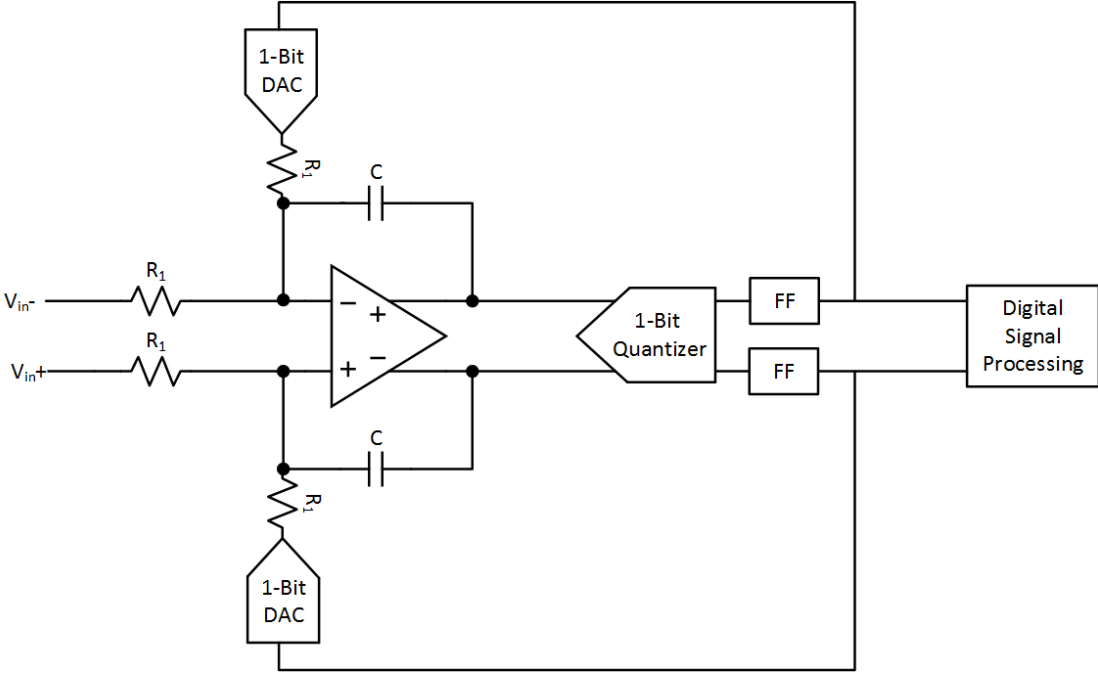 1-Bit
DAC
R₁
C
R₁
Vin-
−
+
1-Bit
Quantizer
FF
Digital
Signal
Processing
R₁
Vin+
+
−
FF
C
R₁
1-Bit
DAC